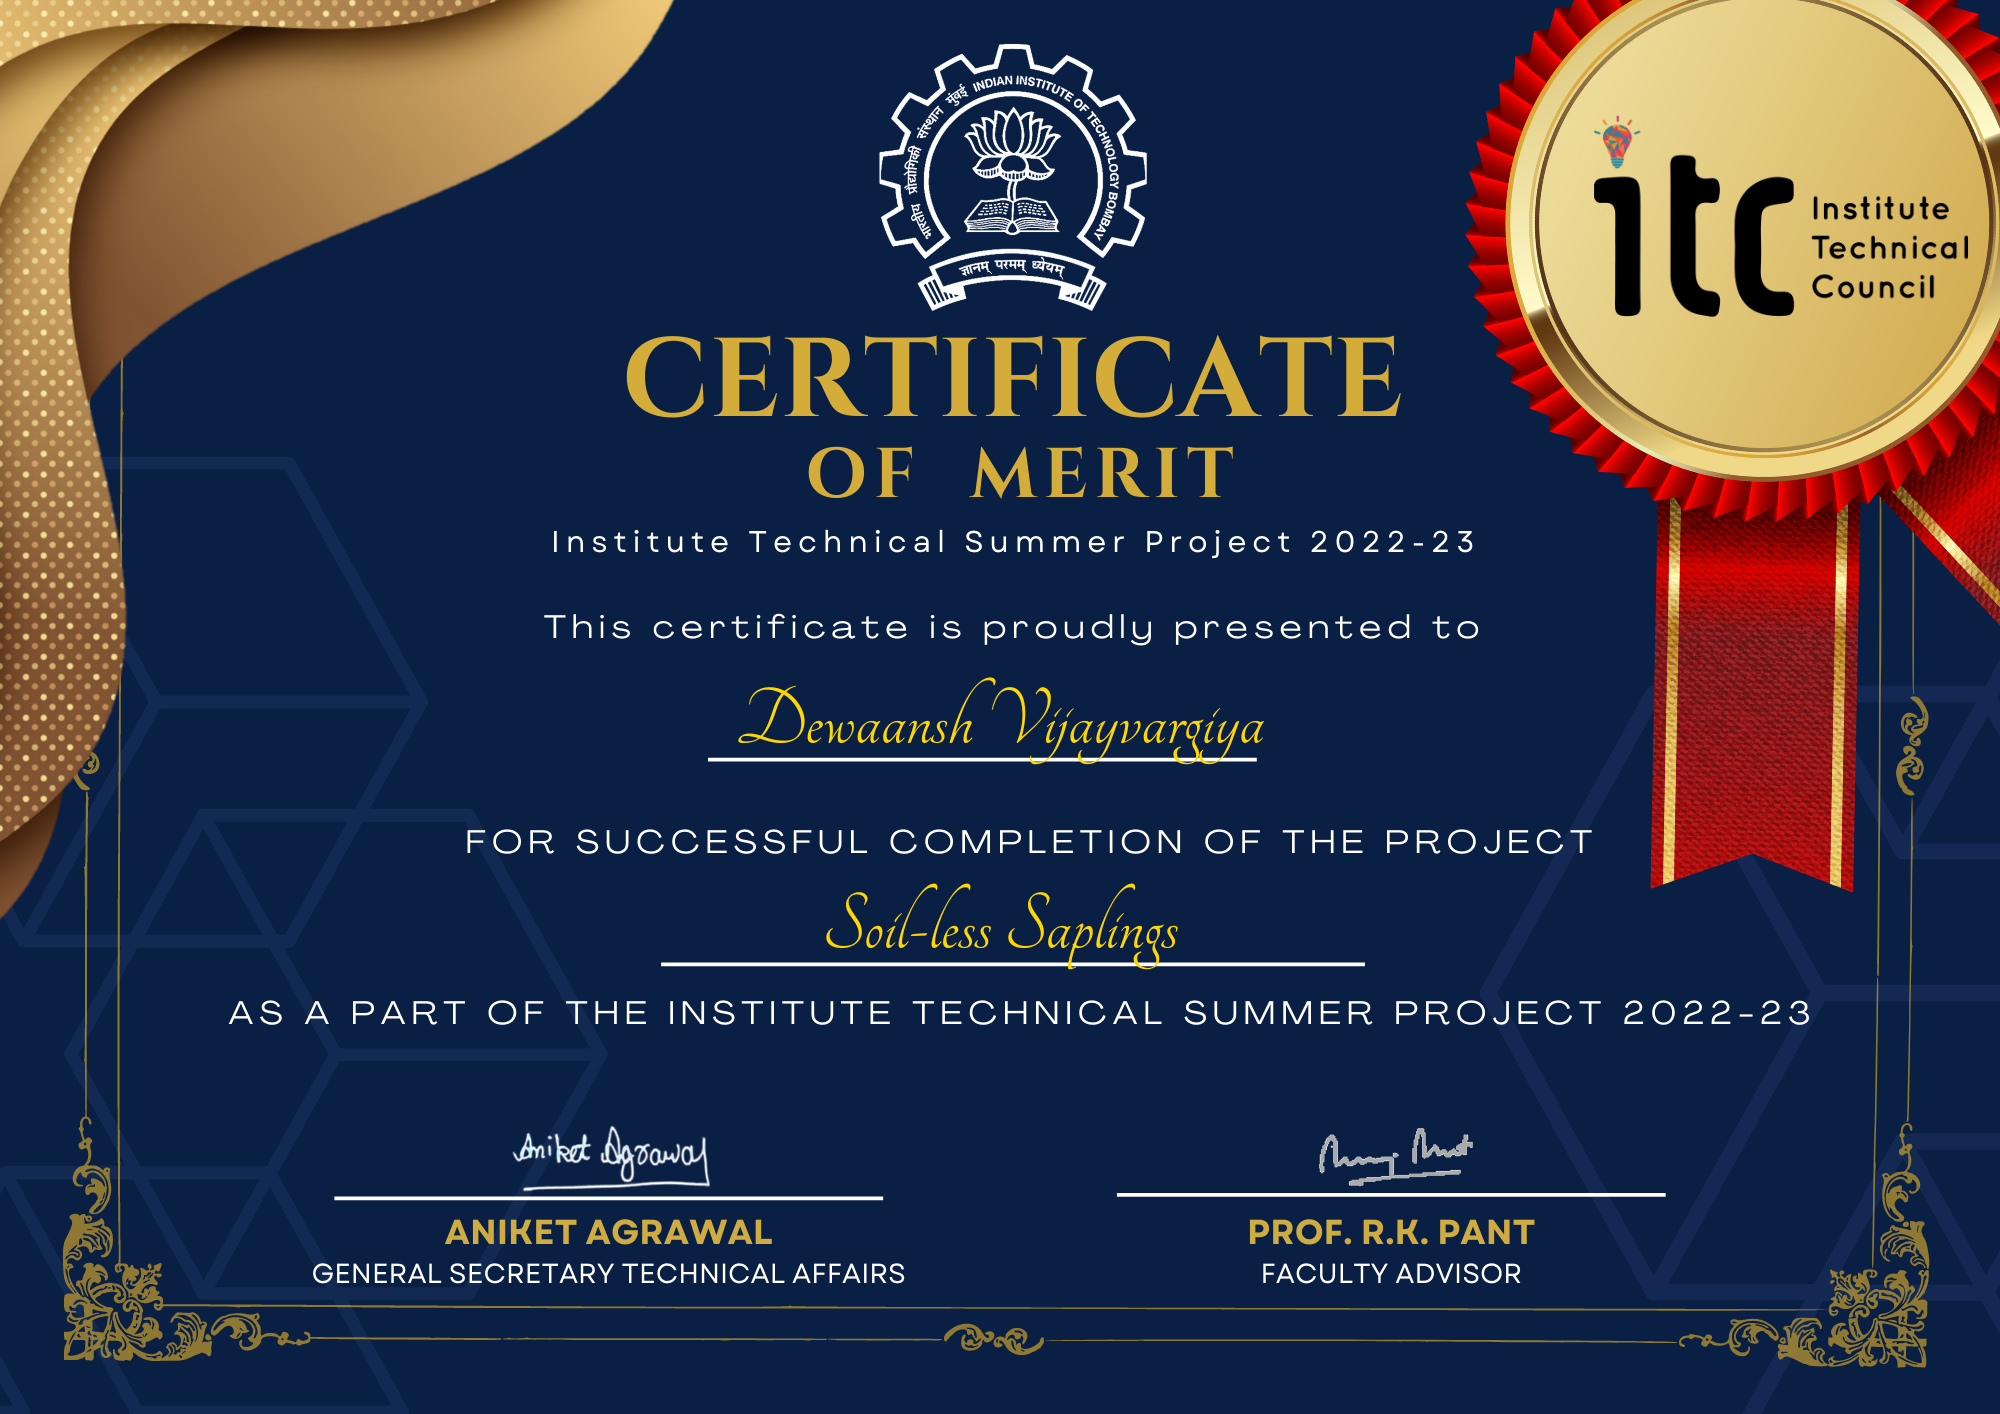 भारतीय प्रौद्योगिकी संस्थान मुंबई INDIAN INSTITUTE OF TECHNOLOGY BOMBAY
ज्ञानम् परमम् ध्येयम्
itc Institute
Technical
Council
CERTIFICATE
OF MERIT
Institute Technical Summer Project 2022-23
This certificate is proudly presented to
Dewaansh Vijayvargiya
FOR SUCCESSFUL COMPLETION OF THE PROJECT
Soil-less Saplings
AS A PART OF THE INSTITUTE TECHNICAL SUMMER PROJECT 2022-23
Aniket Agrawal
ANIKET AGRAWAL
GENERAL SECRETARY TECHNICAL AFFAIRS
PROF. R.K. PANT
FACULTY ADVISOR